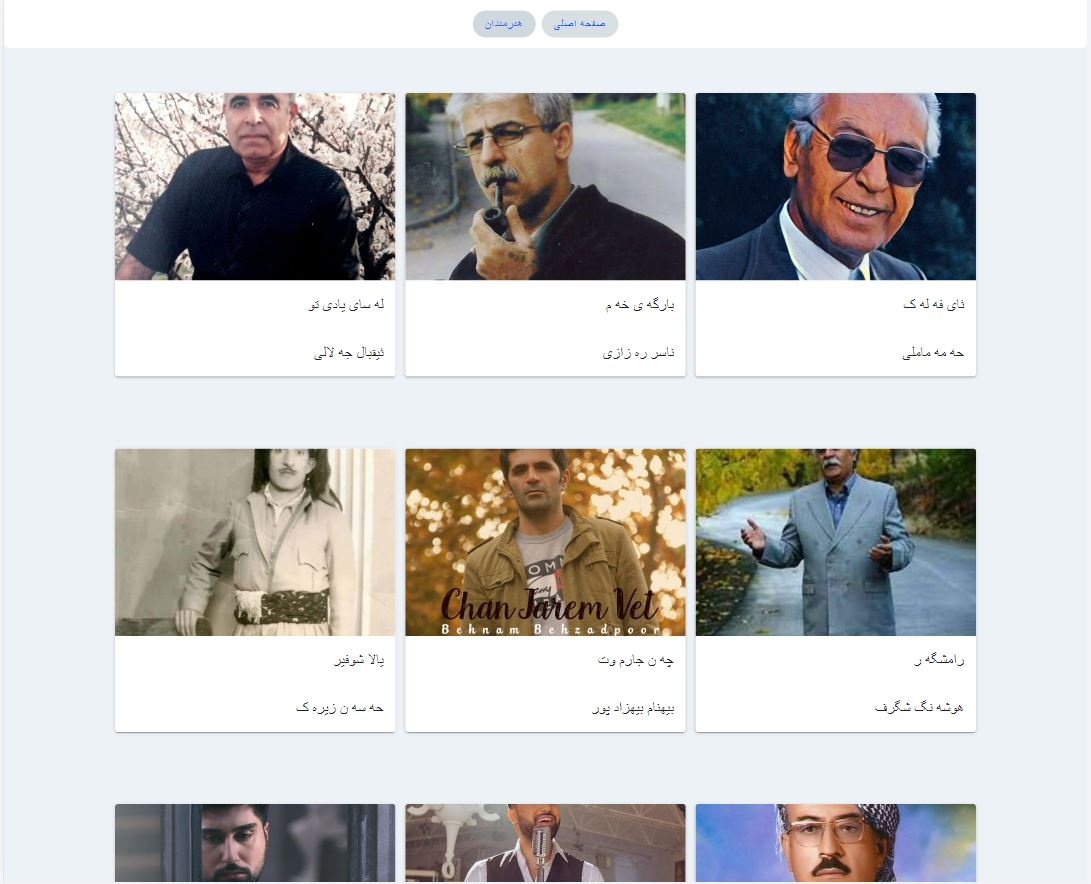 صفحه اصلی
هنرمندان
ئای فه له ک
حه مه ماملی
بارگه ی خه م
ناسر ره زازی
له سای یادی تو
ئیقبال جه لالی
رامشگه ر
هوشه نگ شگرف
Chan Jarem Vet
Behnam Behzadpoor
چه ن جارم وت
بیهنام بیهزاد پور
پالا شوفیر
حه سه ن زیره ک